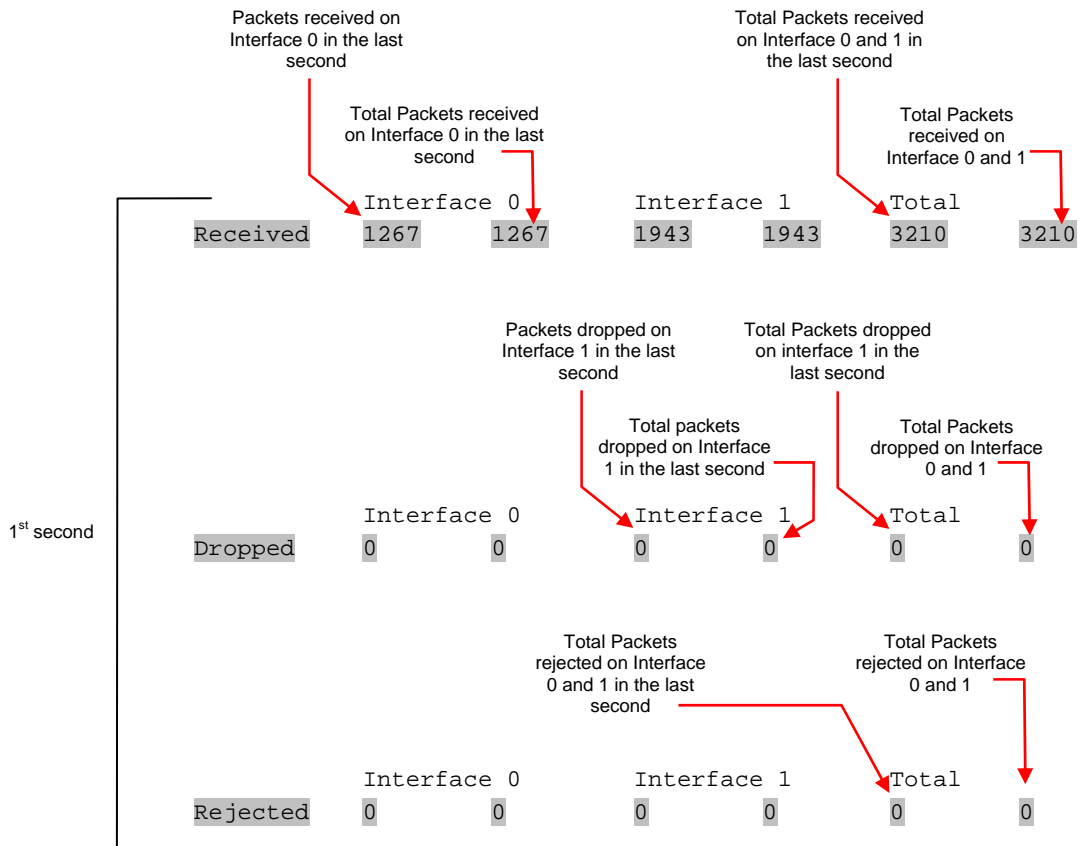 Packets received on
Interface 0 in the last
second
Total Packets received
on Interface 0 and 1 in
the last second
Total Packets received
on Interface 0 in the last
second
Total Packets
received on
Interface 0 and 1
Interface 0 Interface 1 Total
Received 1267 1267 1943 1943 3210 3210
Packets dropped on
Interface 1 in the last
second
Total Packets dropped
on interface 1 in the
last second
Total packets
dropped on Interface
1 in the last second
Total Packets
dropped on Interface
0 and 1
1st second
Interface 0 Interface 1 Total
Dropped 0 0 0 0 0 0
Total Packets
rejected on Interface
0 and 1 in the last
second
Total Packets
rejected on Interface
0 and 1
Interface 0 Interface 1 Total
Rejected 0 0 0 0 0 0